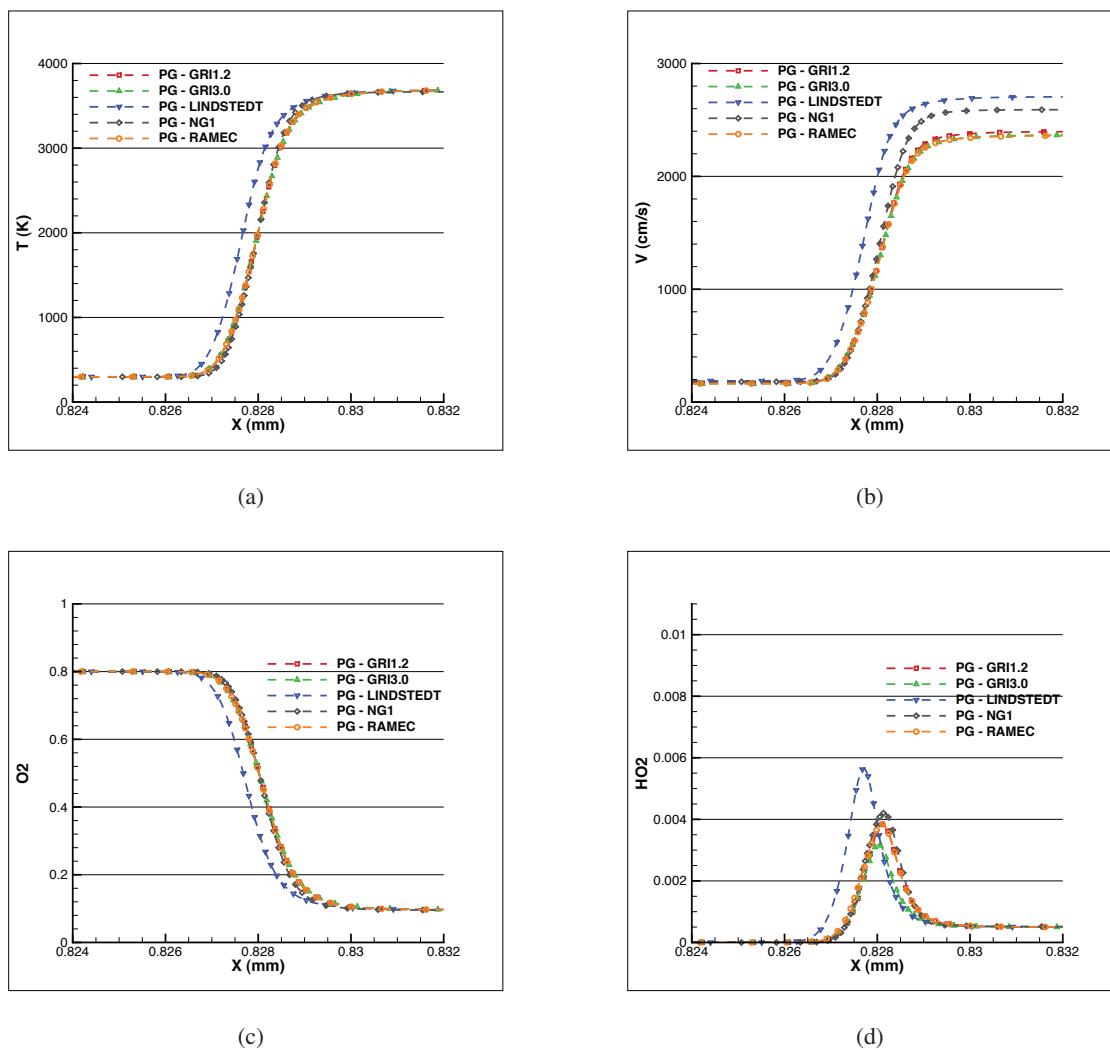 X (mm)
T (K)
0.824 0.826 0.828 0.83 0.832
0
1000
2000
3000
4000
PG - GRI1.2
PG - GRI3.0
PG - LINDSTEDT
PG - NG1
PG - RAMEC
(a)
X (mm)
V (cm/s)
0.824 0.826 0.828 0.83 0.832
0
1000
2000
3000
PG - GRI1.2
PG - GRI3.0
PG - LINDSTEDT
PG - NG1
PG - RAMEC
(b)
X (mm)
O2
0.824 0.826 0.828 0.83 0.832
0
0.2
0.4
0.6
0.8
1
PG - GRI1.2
PG - GRI3.0
PG - LINDSTEDT
PG - NG1
PG - RAMEC
(c)
X (mm)
HO2
0.824 0.826 0.828 0.83 0.832
0
0.002
0.004
0.006
0.008
0.01
PG - GRI1.2
PG - GRI3.0
PG - LINDSTEDT
PG - NG1
PG - RAMEC
(d)